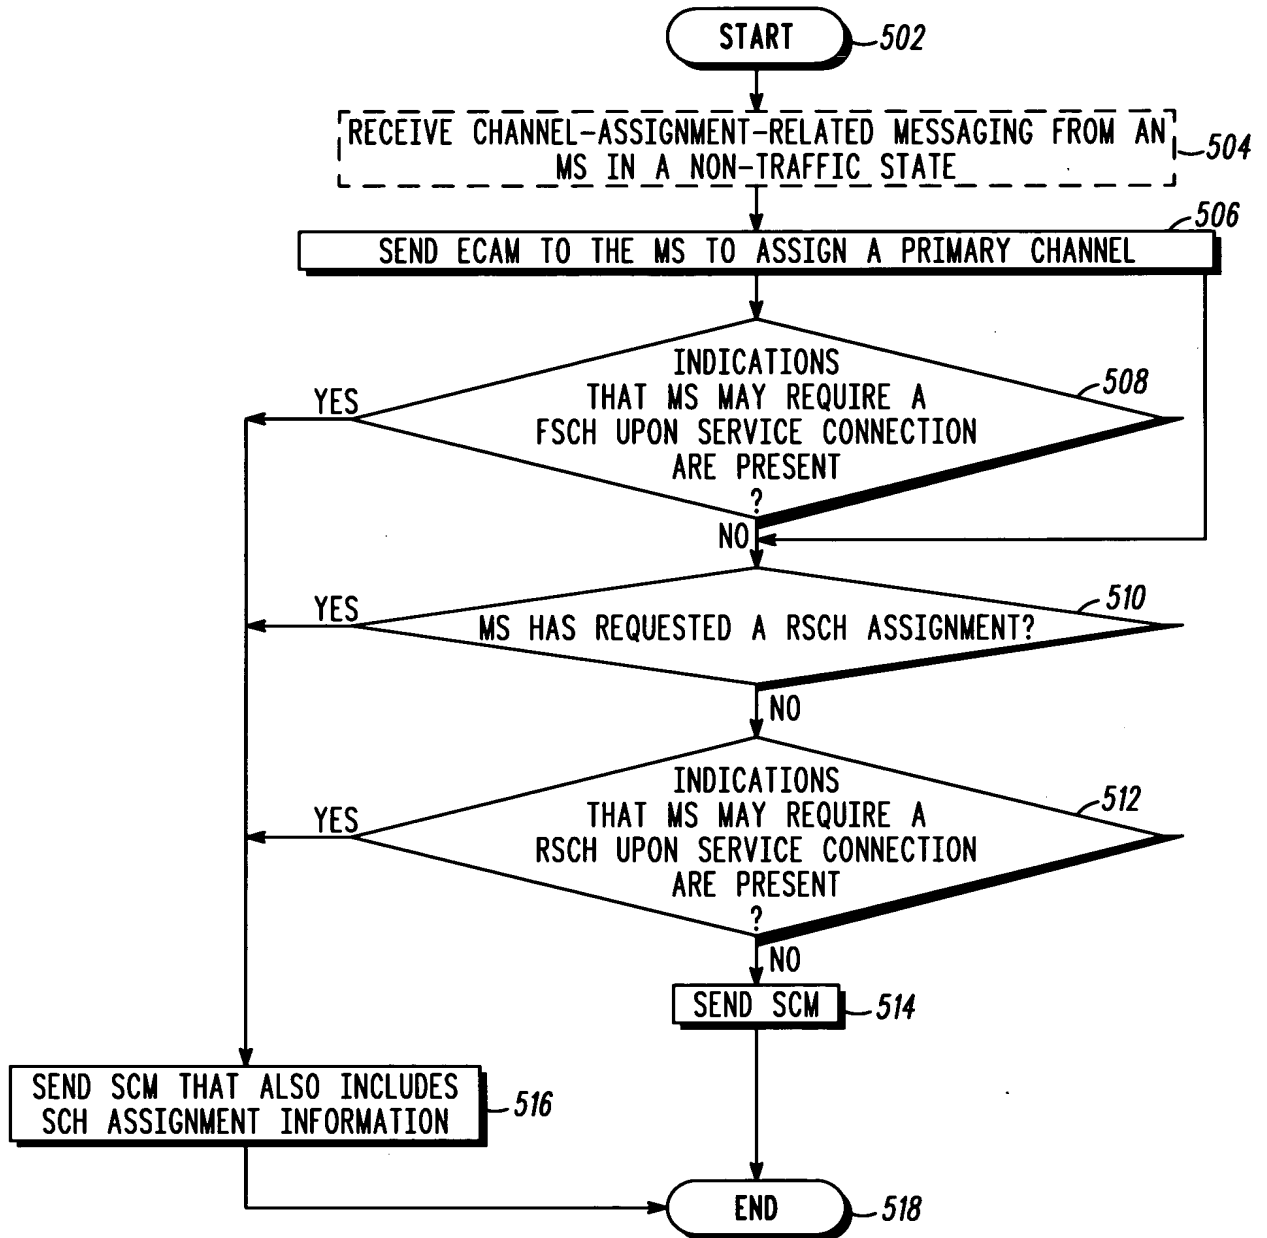 START
502
RECEIVE CHANNEL-ASSIGNMENT-RELATED MESSAGING FROM AN
MS IN A NON-TRAFFIC STATE
504
506
SEND ECAM TO THE MS TO ASSIGN A PRIMARY CHANNEL
INDICATIONS
THAT MS MAY REQUIRE A
FSCH UPON SERVICE CONNECTION
ARE PRESENT
?
508
YES
NO
MS HAS REQUESTED A RSCH ASSIGNMENT?
510
YES
NO
INDICATIONS
THAT MS MAY REQUIRE A
RSCH UPON SERVICE CONNECTION
ARE PRESENT
?
512
YES
NO
SEND SCM
514
SEND SCM THAT ALSO INCLUDES
SCH ASSIGNMENT INFORMATION
516
END
518